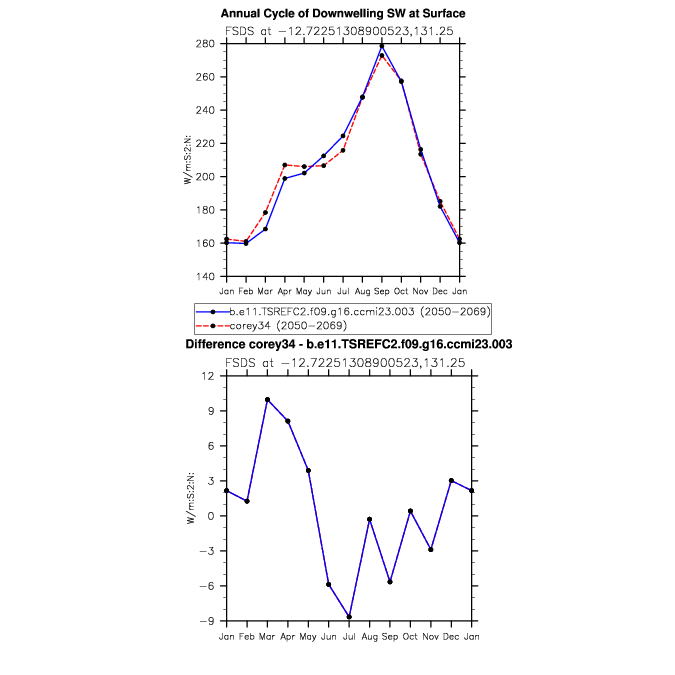 Annual Cycle of Downwelling SW at Surface
FSDS at −12.72251308900523,131.25
280
260
240
220
200
180
160
140
W/m:S:2:N:
Jan Feb Mar Apr May Jun Jul Aug Sep Oct Nov Dec Jan
b.e11.TSREFC2.f09.g16.ccmi23.003 (2050−2069)
corey34 (2050−2069)
Difference corey34 - b.e11.TSREFC2.f09.g16.ccmi23.003
FSDS at −12.72251308900523,131.25
12
9
6
3
0
−3
−6
−9
W/m:S:2:N:
Jan Feb Mar Apr May Jun Jul Aug Sep Oct Nov Dec Jan